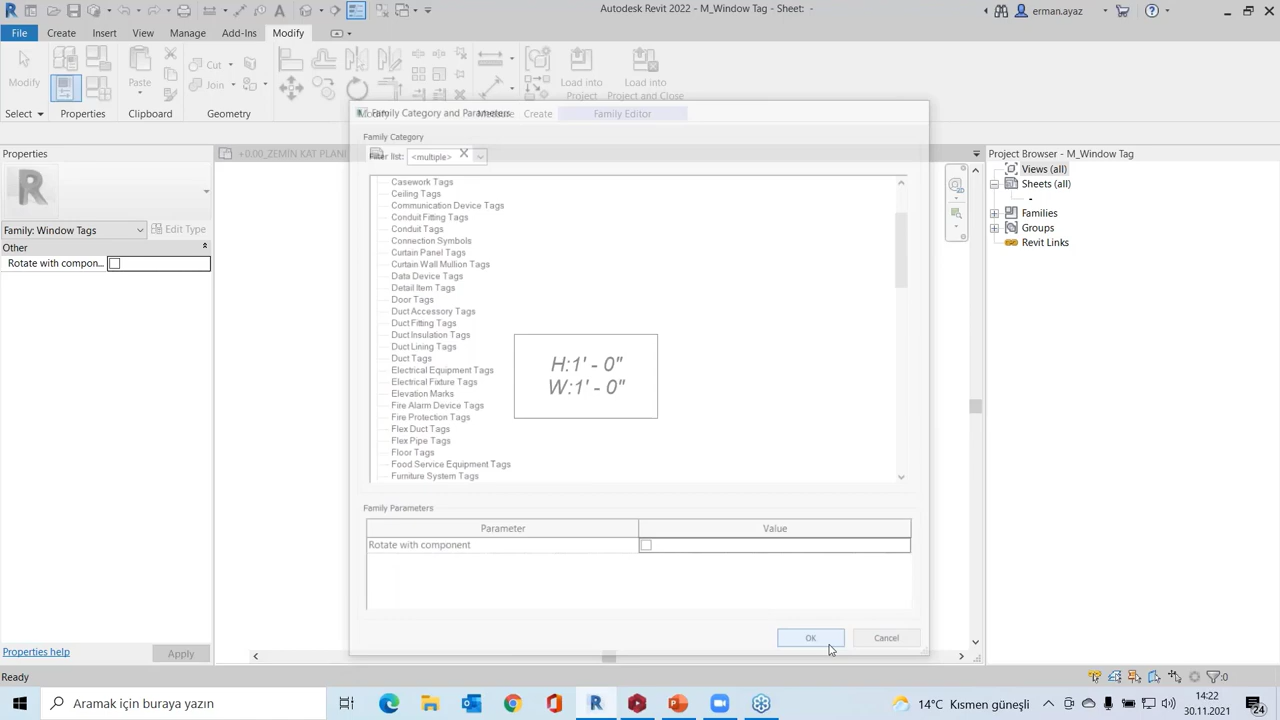 Autodesk Revit 2022 - M_Window Tag - Sheet: -
erman.ayaz
File
Create
Insert
View
Manage
Add-Ins
Modify
Modify
Paste
Cut
Join
Load into
Project
Load into
Project and Close
Select
Properties
Clipboard
Geometry
Measure
Create
Family Editor
Properties
Family: Window Tags
Edit Type
Other
Rotate with compon...
Properties help
Apply
+0.00_ZEMİN KAT PLANI
Family Category and Parameters
Family Category
Filter list:
<multiple>
Casework Tags
Ceiling Tags
Communication Device Tags
Conduit Fitting Tags
Conduit Tags
Connection Symbols
Curtain Panel Tags
Curtain Wall Mullion Tags
Data Device Tags
Detail Item Tags
Door Tags
Duct Accessory Tags
Duct Fitting Tags
Duct Insulation Tags
Duct Lining Tags
Duct Tags
Electrical Equipment Tags
Electrical Fixture Tags
Elevation Marks
Fire Alarm Device Tags
Fire Protection Tags
Flex Duct Tags
Flex Pipe Tags
Floor Tags
Food Service Equipment Tags
Furniture System Tags
H:1' - 0"
W:1' - 0"
Family Parameters
Parameter
Value
Rotate with component
OK
Cancel
Project Browser - M_Window Tag
Views (all)
Sheets (all)
-
Families
Groups
Revit Links
Ready
:0
Aramak için buraya yazın
14°C Kısmen güneşli
14:22
30.11.2021
24